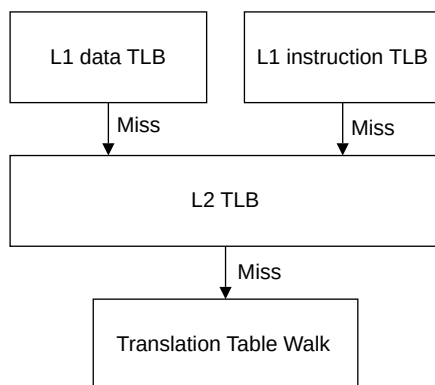 L1 data TLB
L1 instruction TLB
Miss
Miss
L2 TLB
Miss
Translation Table Walk